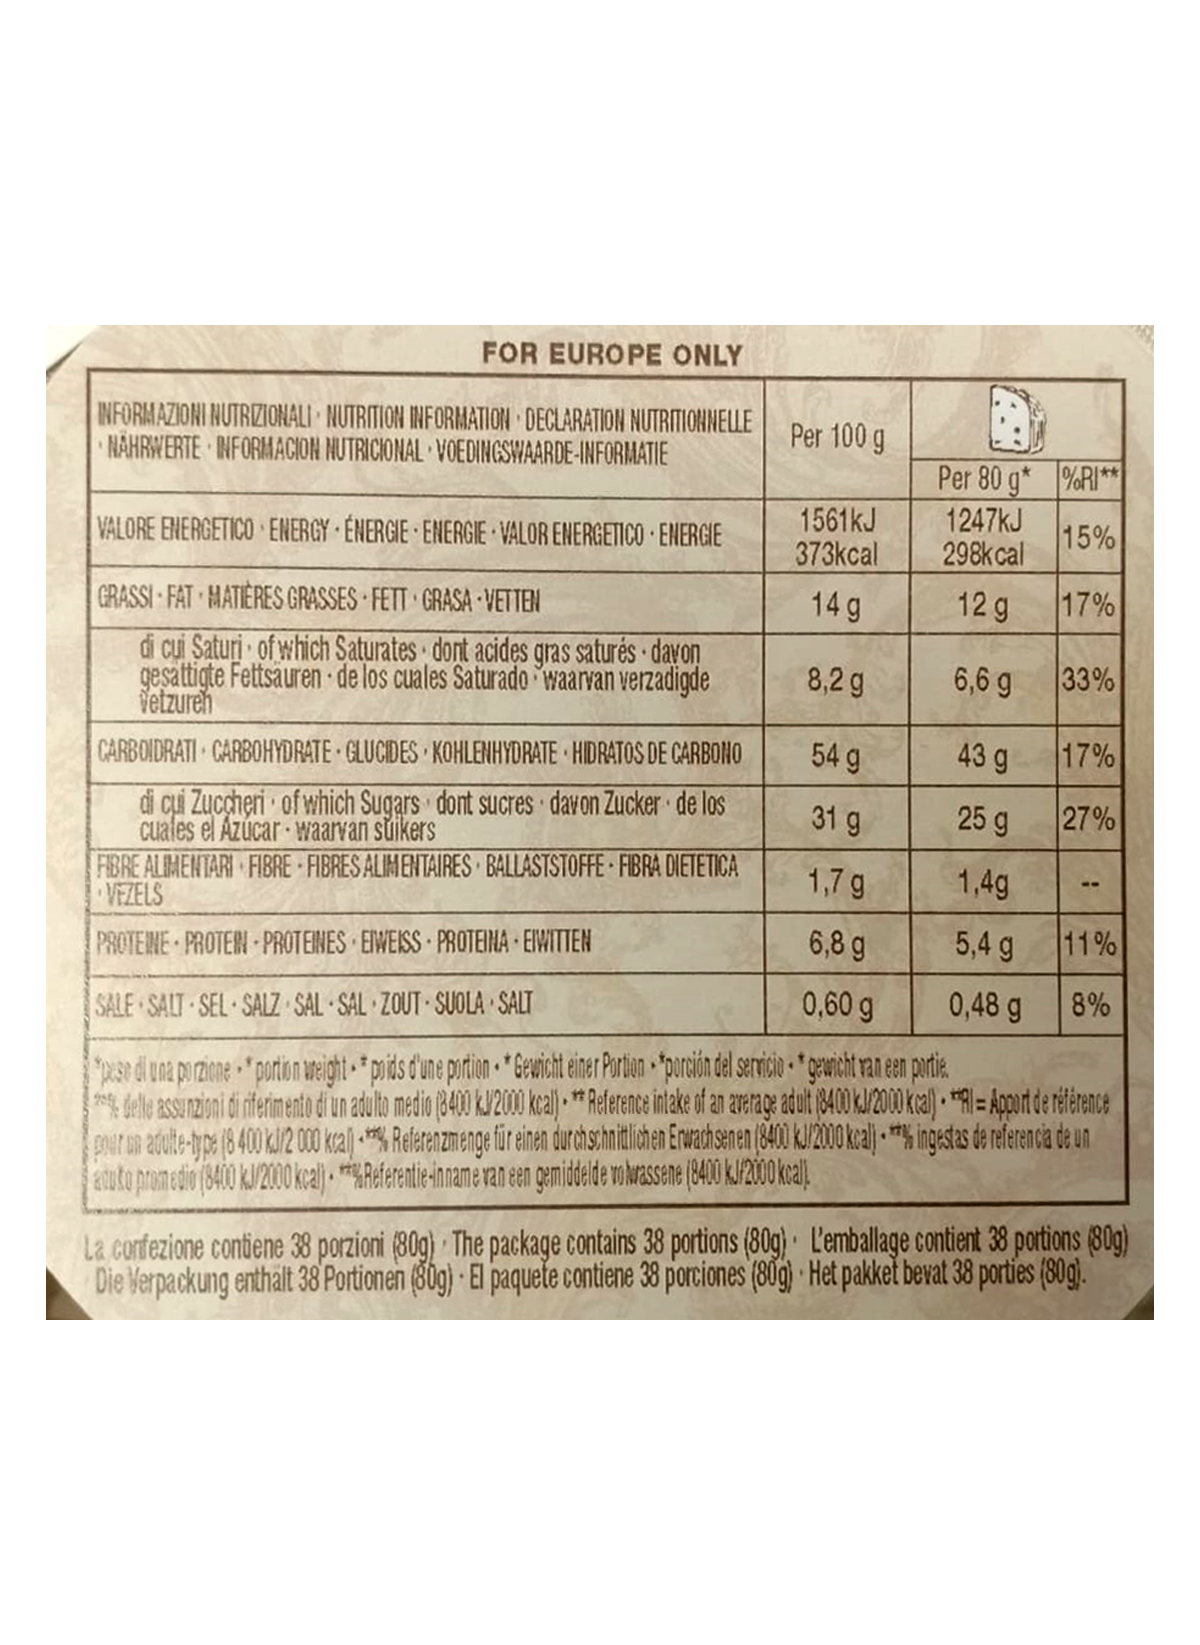 FOR EUROPE ONLY
INFORMAZIONI NUTRIZIONALI · NUTRITION INFORMATION · DECLARATION NUTRITIONNELLE
· NÄHRWERTE · INFORMACION NUTRICIONAL · VOEDINGSWAARDE-INFORMATIE
Per 100 g
Per 80 g* %RI**
VALORE ENERGETICO · ENERGY · ÉNERGIE · ENERGIE · VALOR ENERGETICO · ENERGIE
1561kJ 1247kJ 15%
373kcal 298kcal
GRASSI · FAT · MATIÈRES GRASSES · FETT · GRASA · VETTEN 14 g 12 g 17%
di cui Saturi · of which Saturates · dont acides gras saturés · davon
gesättigte Fettsäuren · de los cuales Saturado · waarvan verzadigde
vetzuren
8,2 g 6,6 g 33%
CARBOIDRATI · CARBOHYDRATE · GLUCIDES · KOHLENHYDRATE · HIDRATOS DE CARBONO 54 g 43 g 17%
di cui Zuccheri · of which Sugars · dont sucres · davon Zucker · de los
cuales el Azúcar · waarvan suikers
31 g 25 g 27%
FIBRE ALIMENTARI · FIBRE · FIBRES ALIMENTAIRES · BALLASTSTOFFE · FIBRA DIETETICA
· VEZELS
1,7 g 1,4g --
PROTEINE · PROTEIN · PROTEINES · EIWEISS · PROTEINA · EIWITTEN 6,8 g 5,4 g 11%
SALE · SALT · SEL · SALZ · SAL · SAL · ZOUT · SUOLA · SALT 0,60 g 0,48 g 8%
*peso di una porzione · * portion weight · * poids d'une portion · * Gewicht einer Portion · *porción del servicio · * gewicht van een portie.
**% delle assunzioni di riferimento di un adulto medio (8400 kJ/2000 kcal) · ** Reference intake of an average adult (8400 kJ/2000 kcal) · **RI = Apport de référence
pour un adulte-type (8 400 kJ/2 000 kcal) · **% Referenzmenge für einen durchschnittlichen Erwachsenen (8400 kJ/2000 kcal) · **% ingestas de referencia de un
promedio (8400 kJ/2000 kcal) · **%Referentie-inname van een gemiddelde volwassene (8400 kJ/2000 kcal).
La confezione contiene 38 porzioni (80g) · The package contains 38 portions (80g) · L'emballage contient 38 portions (80g)
Die Verpackung enthält 38 Portionen (80g) · El paquete contiene 38 porciones (80g) · Het pakket bevat 38 porties (80g).